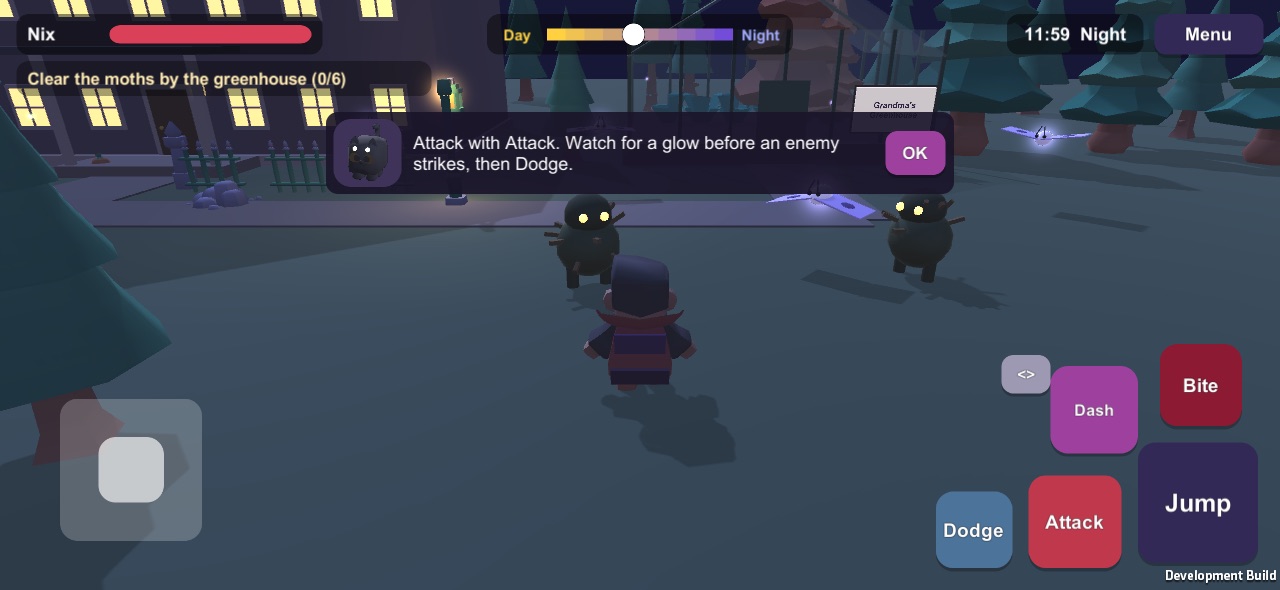 Nix
Day
Night
11:59 Night
Menu
Clear the moths by the greenhouse (0/6)
Grandma's
Greenhouse
Attack with Attack. Watch for a glow before an enemy
strikes, then Dodge.
OK
<>
Dash
Bite
Dodge
Attack
Jump
Development Build